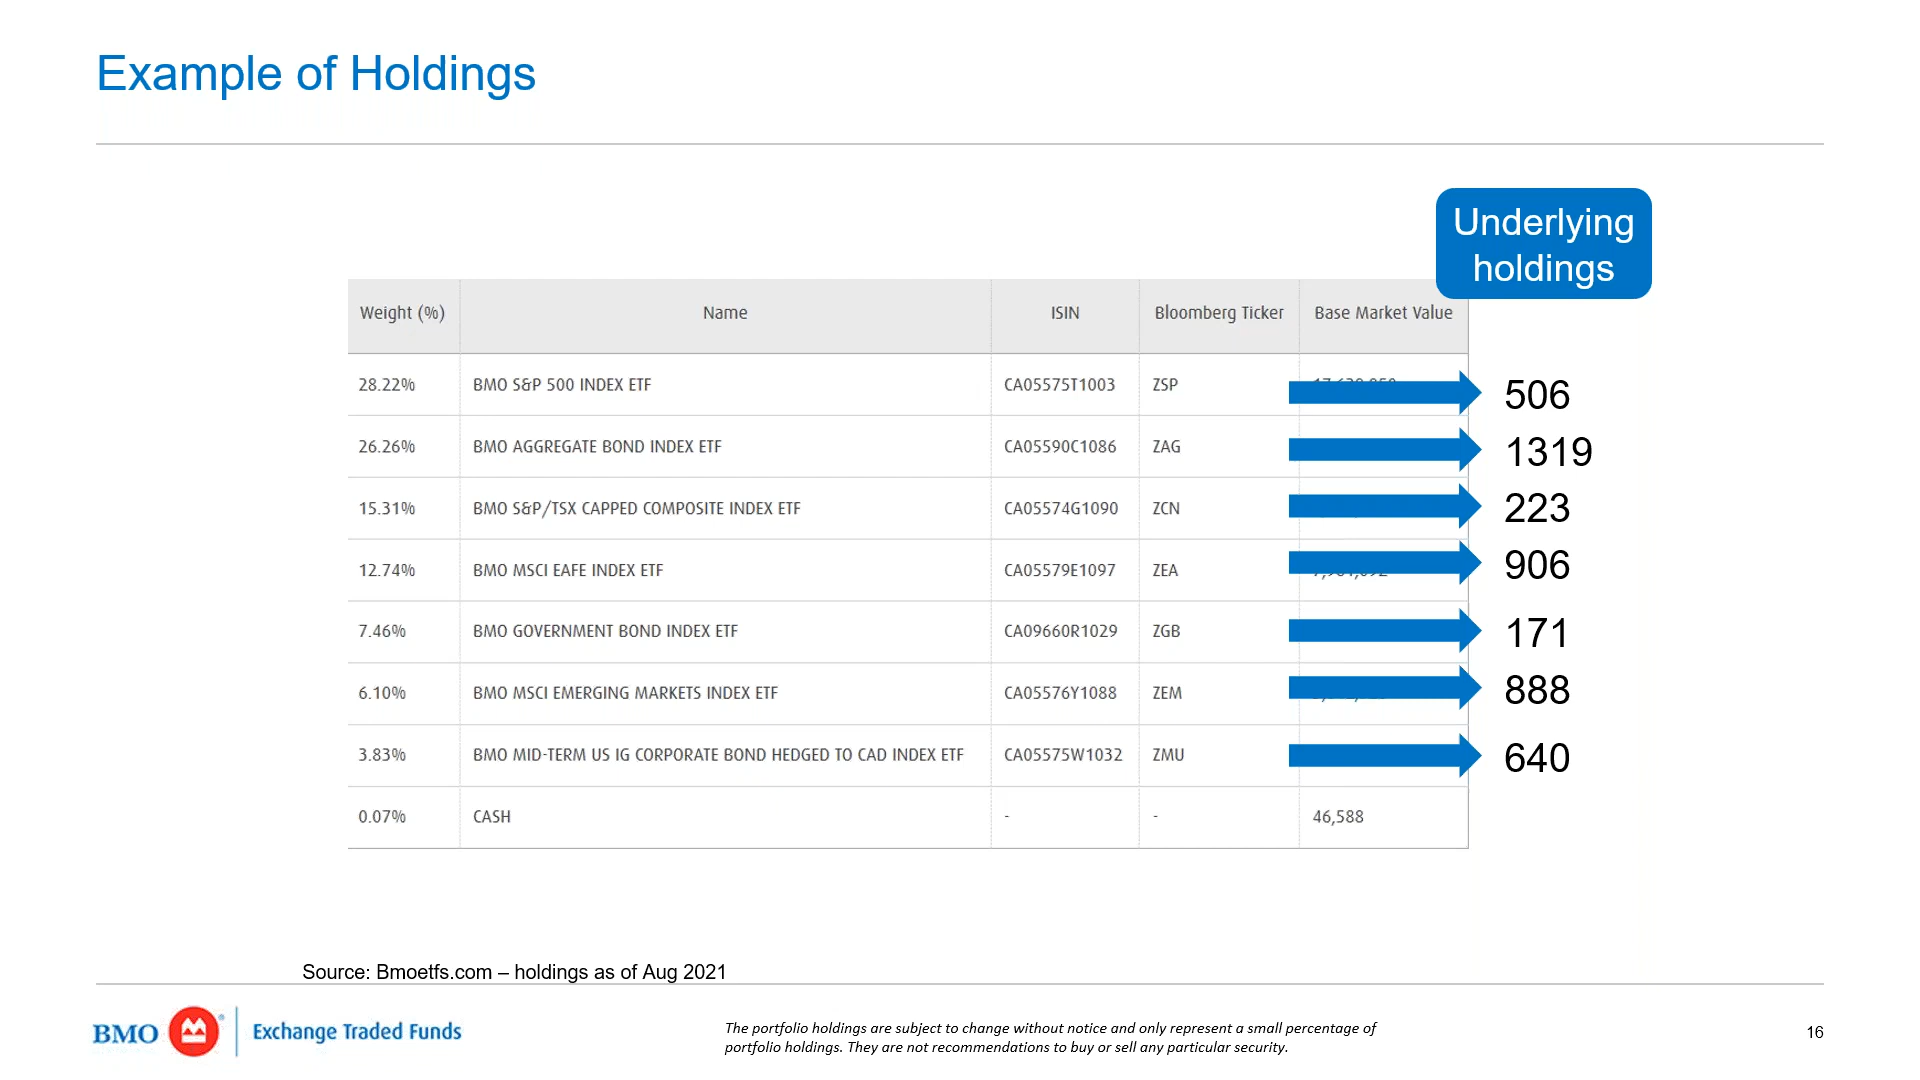 Example of Holdings
Underlying
holdings
Weight (%) Name ISIN Bloomberg Ticker Base Market Value
28.22% BMO S&P 500 INDEX ETF CA05575T1003 ZSP 506
26.26% BMO AGGREGATE BOND INDEX ETF CA05590C1086 ZAG 1319
15.31% BMO S&P/TSX CAPPED COMPOSITE INDEX ETF CA05574G1090 ZCN 223
12.74% BMO MSCI EAFE INDEX ETF CA05579E1097 ZEA 906
7.46% BMO GOVERNMENT BOND INDEX ETF CA09660R1029 ZGB 171
6.10% BMO MSCI EMERGING MARKETS INDEX ETF CA05576Y1088 ZEM 888
3.83% BMO MID-TERM US IG CORPORATE BOND HEDGED TO CAD INDEX ETF CA05575W1032 ZMU 640
0.07% CASH - - 46,588
Source: Bmoetfs.com – holdings as of Aug 2021
BMO ® Exchange Traded Funds
The portfolio holdings are subject to change without notice and only represent a small percentage of
portfolio holdings. They are not recommendations to buy or sell any particular security.
16